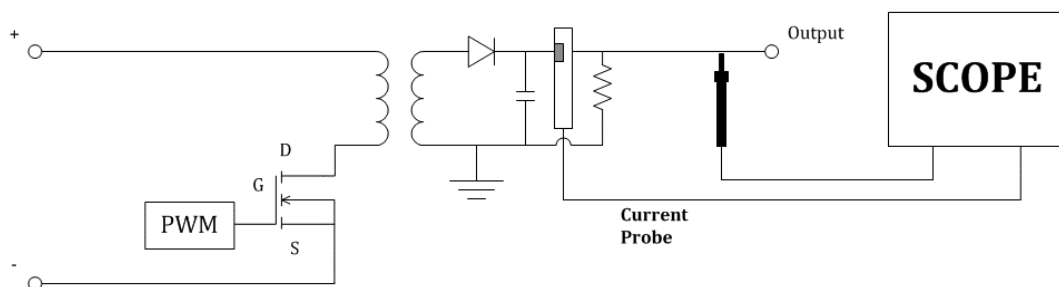 +
Output
SCOPE
D
G
PWM
S
Current
Probe
-